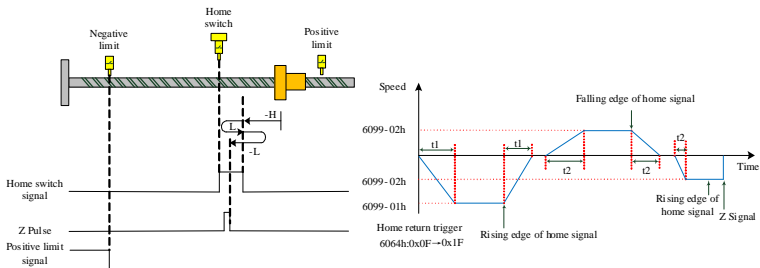 Home
switch
Negative
limit
Positive
limit
-H
L
-L
Home switch
signal
Z Pulse
Positive limit
signal
Speed
Falling edge of home signal
6099-02h
t1
t1
t2
t2
t2
Time
6099-02h
6099-01h
Rising edge of
home signal
Z Signal
Home return trigger
6064h:0x0F→0x1F
Rising edge of home signal